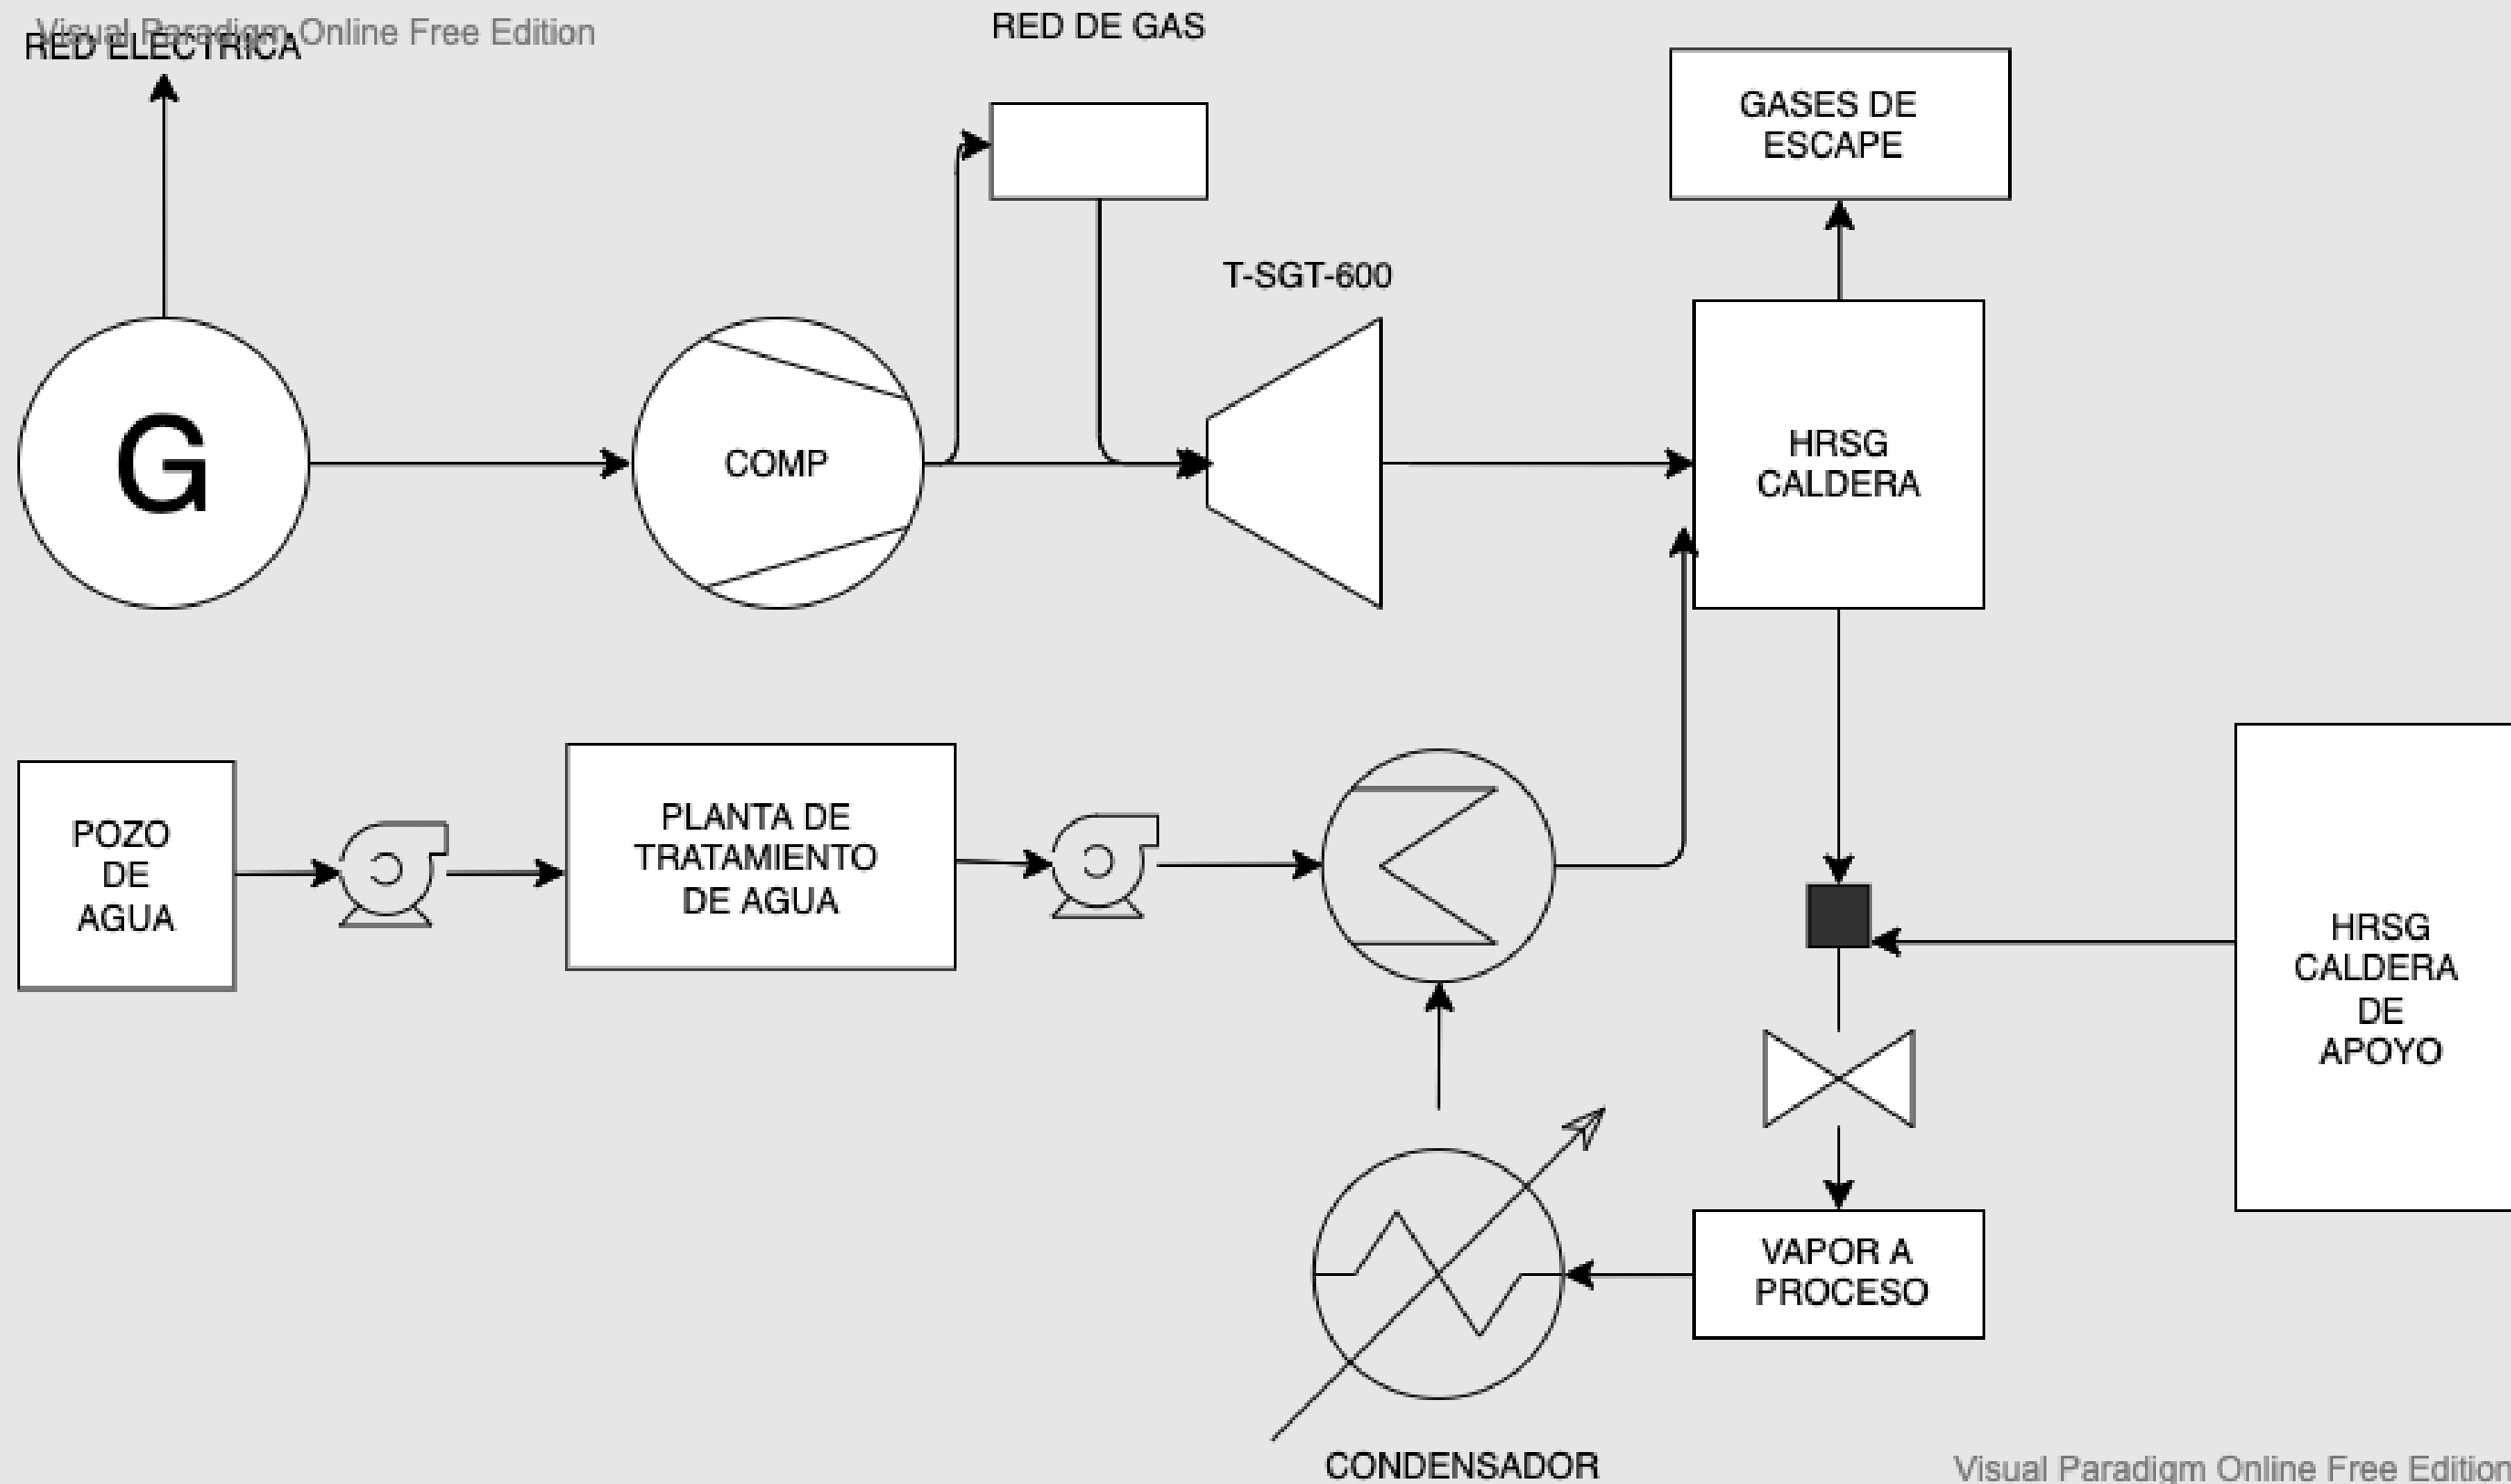 Visual Paradigm Online Free Edition
RED ELECTRICA
RED DE GAS
GASES DE
ESCAPE
T-SGT-600
G
COMP
HRSG
CALDERA
POZO
DE
AGUA
PLANTA DE
TRATAMIENTO
DE AGUA
HRSG
CALDERA
DE
APOYO
VAPOR A
PROCESO
CONDENSADOR
Visual Paradigm Online Free Edition